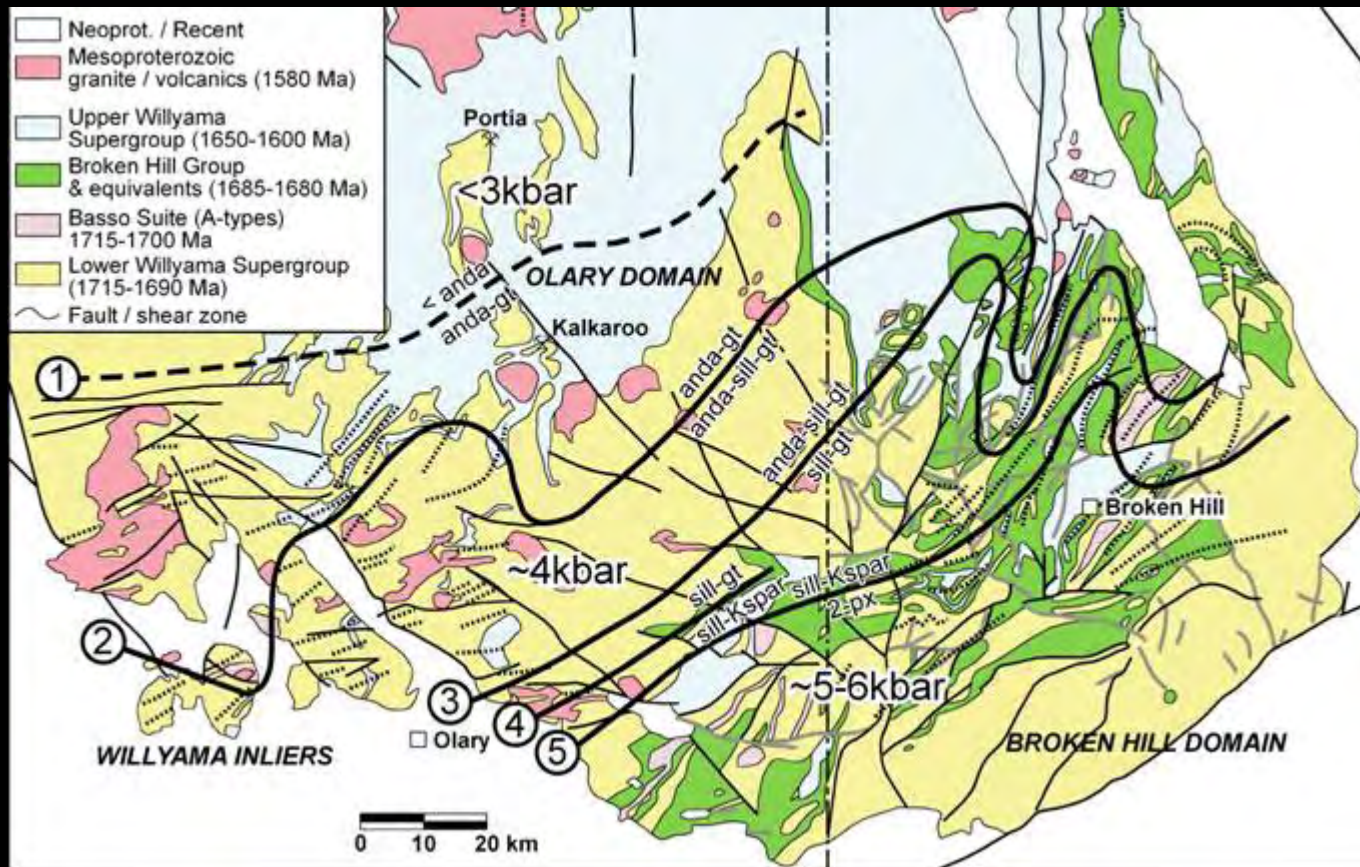 Neoprot. / Recent
Mesoproterozoic
granite / volcanics (1580 Ma)
Upper Willyama
Supergroup (1650-1600 Ma)
Broken Hill Group
& equivalents (1685-1680 Ma)
Basso Suite (A-types)
1715-1700 Ma
Lower Willyama Supergroup
(1715-1690 Ma)
Fault / shear zone
Portia
<3kbar
OLARY DOMAIN
< anda
anda-gt
Kalkaroo
1
anda-gt
anda-sill-gt
anda-sill-gt
sill-gt
Broken Hill
~4kbar
sill-gt
sill-Kspar
sill-Kspar
2-px
2
3
4
5
~5-6kbar
Olary
WILLYAMA INLIERS
BROKEN HILL DOMAIN
0 10 20 km